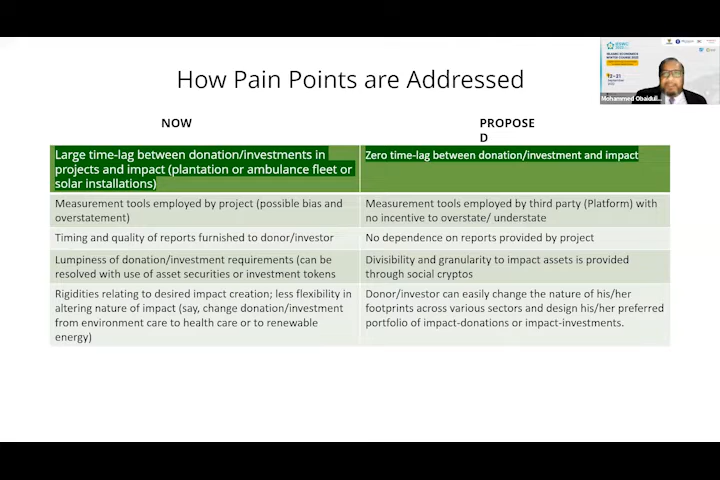 How Pain Points are Addressed
NOW
PROPOSE
D
Large time-lag between donation/investments in
projects and impact (plantation or ambulance fleet or
solar installations)
Zero time-lag between donation/investment and impact
Measurement tools employed by project (possible bias and
overstatement)
Measurement tools employed by third party (Platform) with
no incentive to overstate/ understate
Timing and quality of reports furnished to donor/investor
No dependence on reports provided by project
Lumpiness of donation/investment requirements (can be
resolved with use of asset securities or investment tokens
Divisibility and granularity to impact assets is provided
through social cryptos
Rigidities relating to desired impact creation; less flexibility in
altering nature of impact (say, change donation/investment
from environment care to health care or to renewable
energy)
Donor/investor can easily change the nature of his/her
footprints across various sectors and design his/her preferred
portfolio of impact-donations or impact-investments.
Mohammed Obaidul...